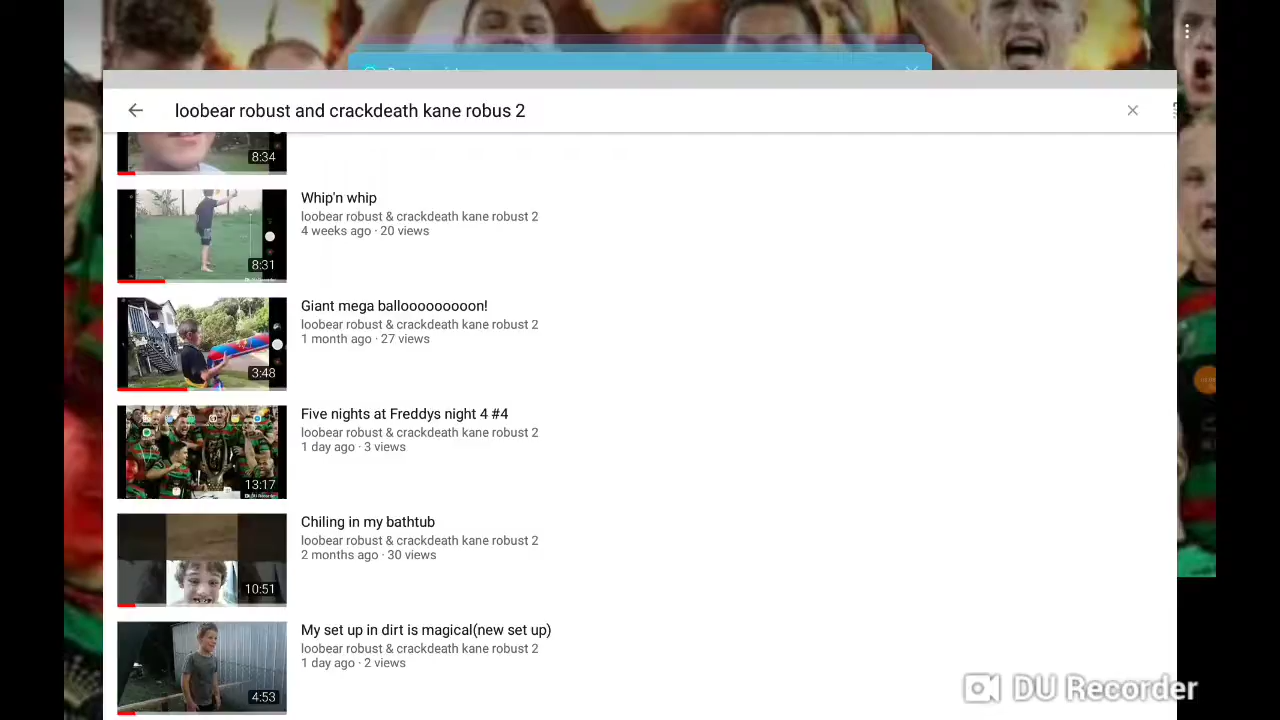 loobear robust and crackdeath kane robus 2
8:34
Whip'n whip
loobear robust & crackdeath kane robust 2
4 weeks ago · 20 views
8:31
Giant mega ballooooooooon!
loobear robust & crackdeath kane robust 2
1 month ago · 27 views
3:48
Five nights at Freddys night 4 #4
loobear robust & crackdeath kane robust 2
1 day ago · 3 views
13:17
Chiling in my bathtub
loobear robust & crackdeath kane robust 2
2 months ago · 30 views
10:51
My set up in dirt is magical(new set up)
loobear robust & crackdeath kane robust 2
1 day ago · 2 views
4:53
DU Recorder